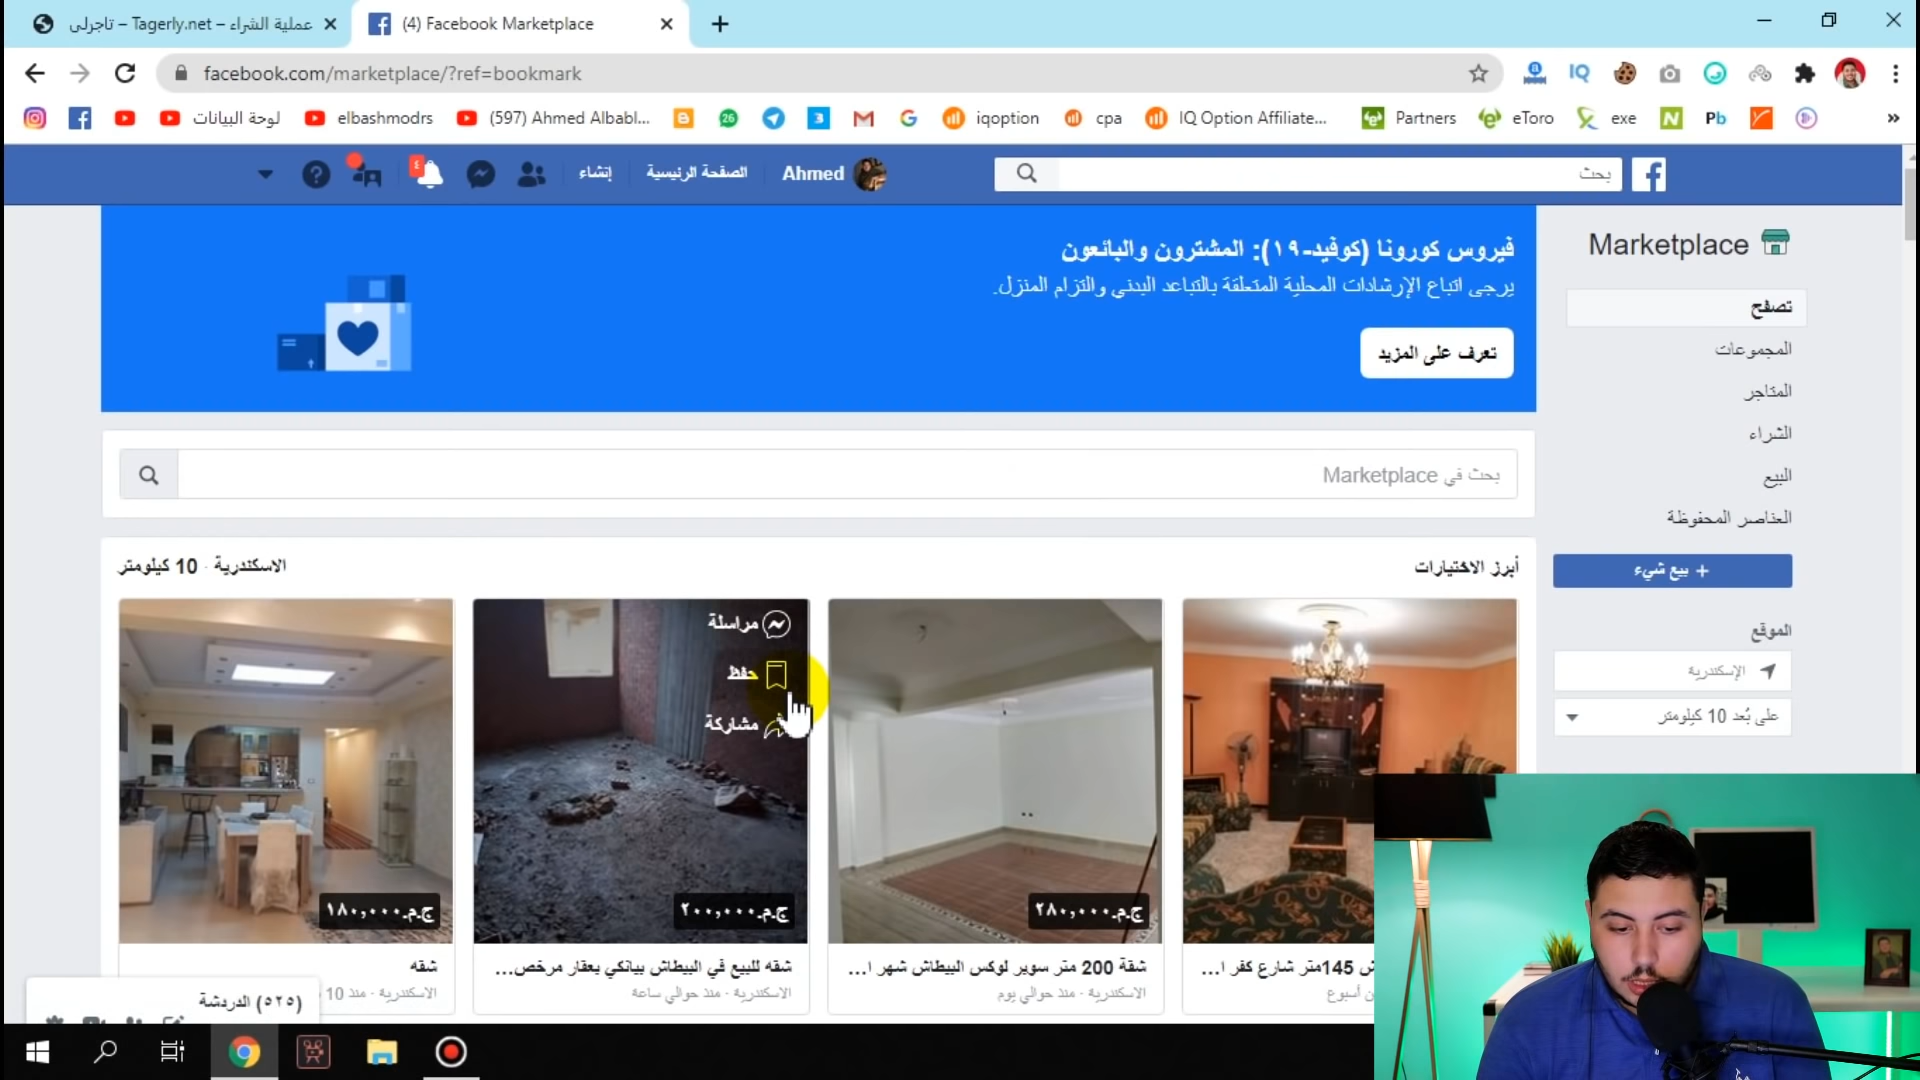 عملية الشراء – Tagerly.net – تاجرلى
(4) Facebook Marketplace
facebook.com/marketplace/?ref=bookmark
لوحة البيانات
elbashmodrs
(597) Ahmed Albabl...
iqoption
cpa
IQ Option Affiliate...
Partners
eToro
exe
Pb
Ahmed
الصفحة الرئيسية
إنشاء
بحث
فيروس كورونا (كوفيد-١٩): المشترون والبائعون
يرجى اتباع الإرشادات المحلية المتعلقة بالتباعد البدني والتزام المنزل.
تعرف على المزيد
Marketplace
تصفح
المجموعات
المتاجر
الشراء
البيع
العناصر المحفوظة
+ بيع شيء
الموقع
الإسكندرية
على بُعد 10 كيلومتر
بحث في Marketplace
أبرز الاختيارات
الاسكندرية · 10 كيلومتر
مراسلة
حفظ
مشاركة
ج.م.٢٨٠,٠٠٠
ج.م.٢٠٠,٠٠٠
ج.م.١٨٠,٠٠٠
145متر شارع كفر ا...
شقة 200 متر سوبر لوكس البيطاش شهر ا...
الاسكندرية · منذ حوالي يوم
شقه للبيع في البيطاش بيانكي بعقار مرخص...
الاسكندرية · منذ حوالي ساعة
شقه
الاسكندرية · منذ 10
الدردشة (٥٢٥)